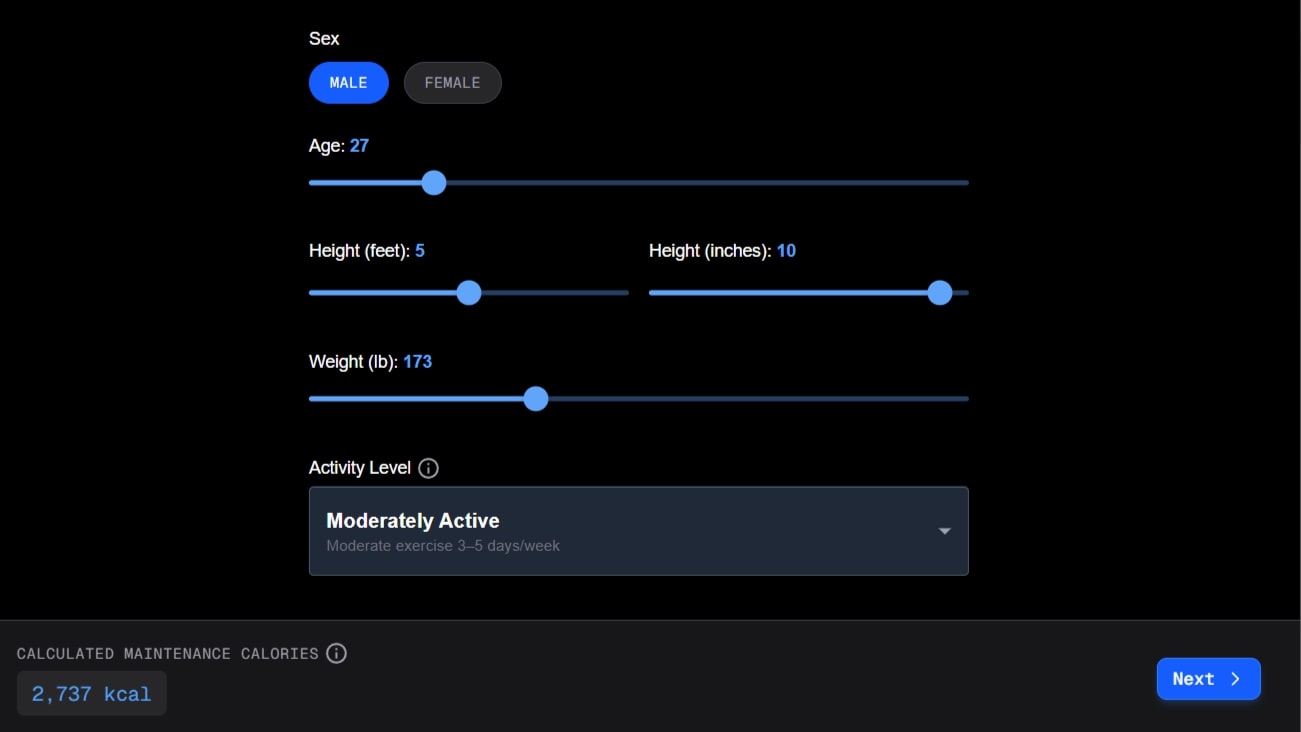 Sex
MALE FEMALE
Age: 27
Height (feet): 5 Height (inches): 10
Weight (lb): 173
Activity Level
Moderately Active
Moderate exercise 3–5 days/week
CALCULATED MAINTENANCE CALORIES
2,737 kcal
Next